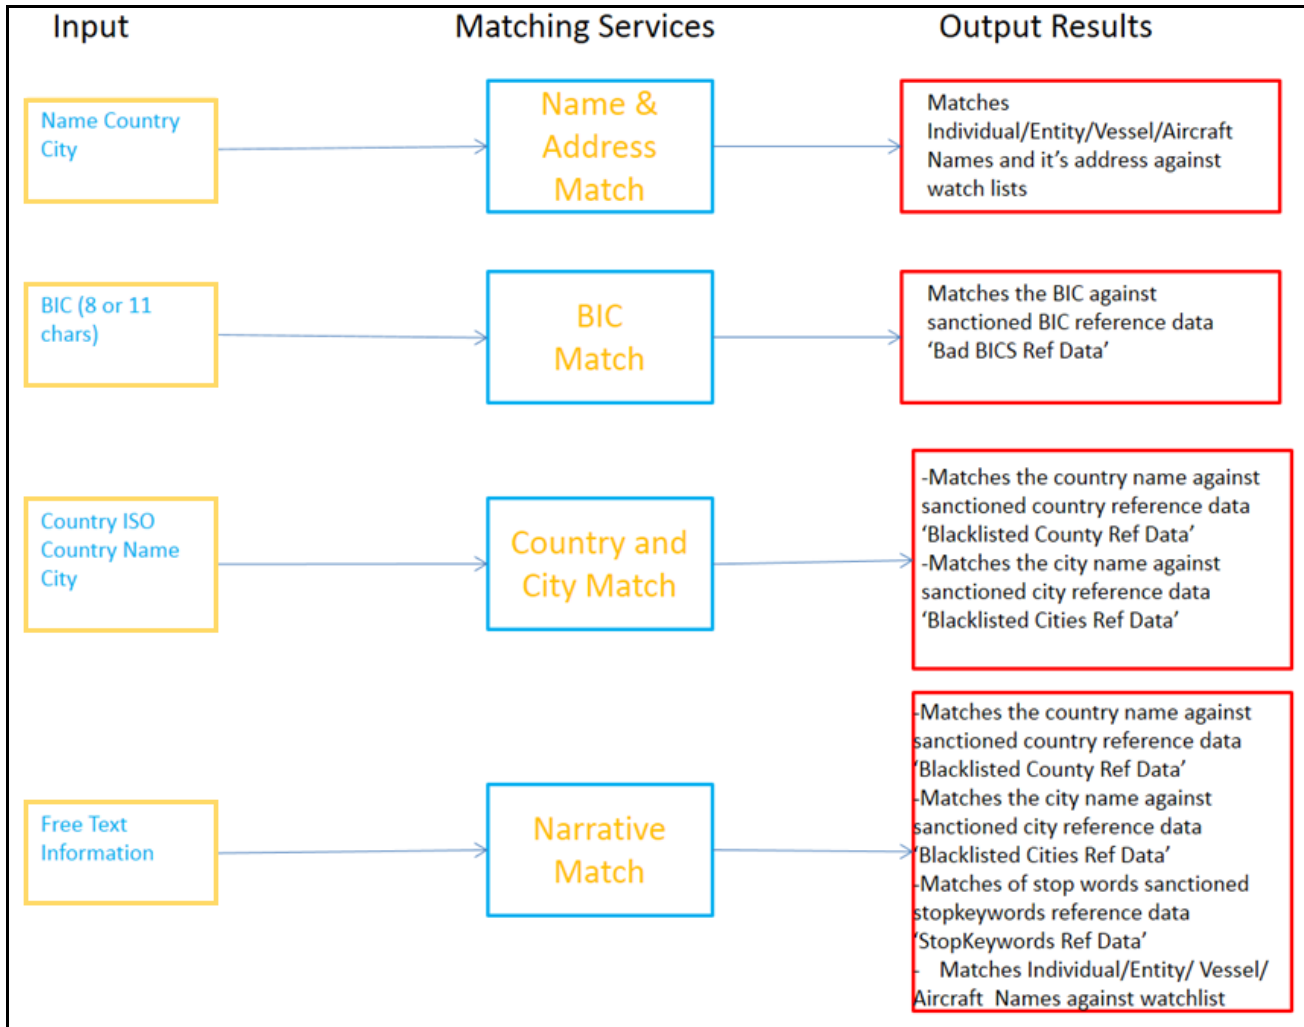 Input
Matching Services
Output Results
Name Country
City
Name &
Address
Match
Matches
Individual/Entity/Vessel/Aircraft
Names and it's address against
watch lists
BIC (8 or 11
chars)
BIC
Match
Matches the BIC against
sanctioned BIC reference data
‘Bad BICS Ref Data’
Country ISO
Country Name
City
Country and
City Match
-Matches the country name against
sanctioned country reference data
‘Blacklisted County Ref Data’
-Matches the city name against
sanctioned city reference data
‘Blacklisted Cities Ref Data’
Free Text
Information
Narrative
Match
-Matches the country name against
sanctioned country reference data
‘Blacklisted County Ref Data’
-Matches the city name against
sanctioned city reference data
‘Blacklisted Cities Ref Data’
-Matches of stop words sanctioned
stopkeywords reference data
‘StopKeywords Ref Data’
- Matches Individual/Entity/ Vessel/
Aircraft Names against watchlist